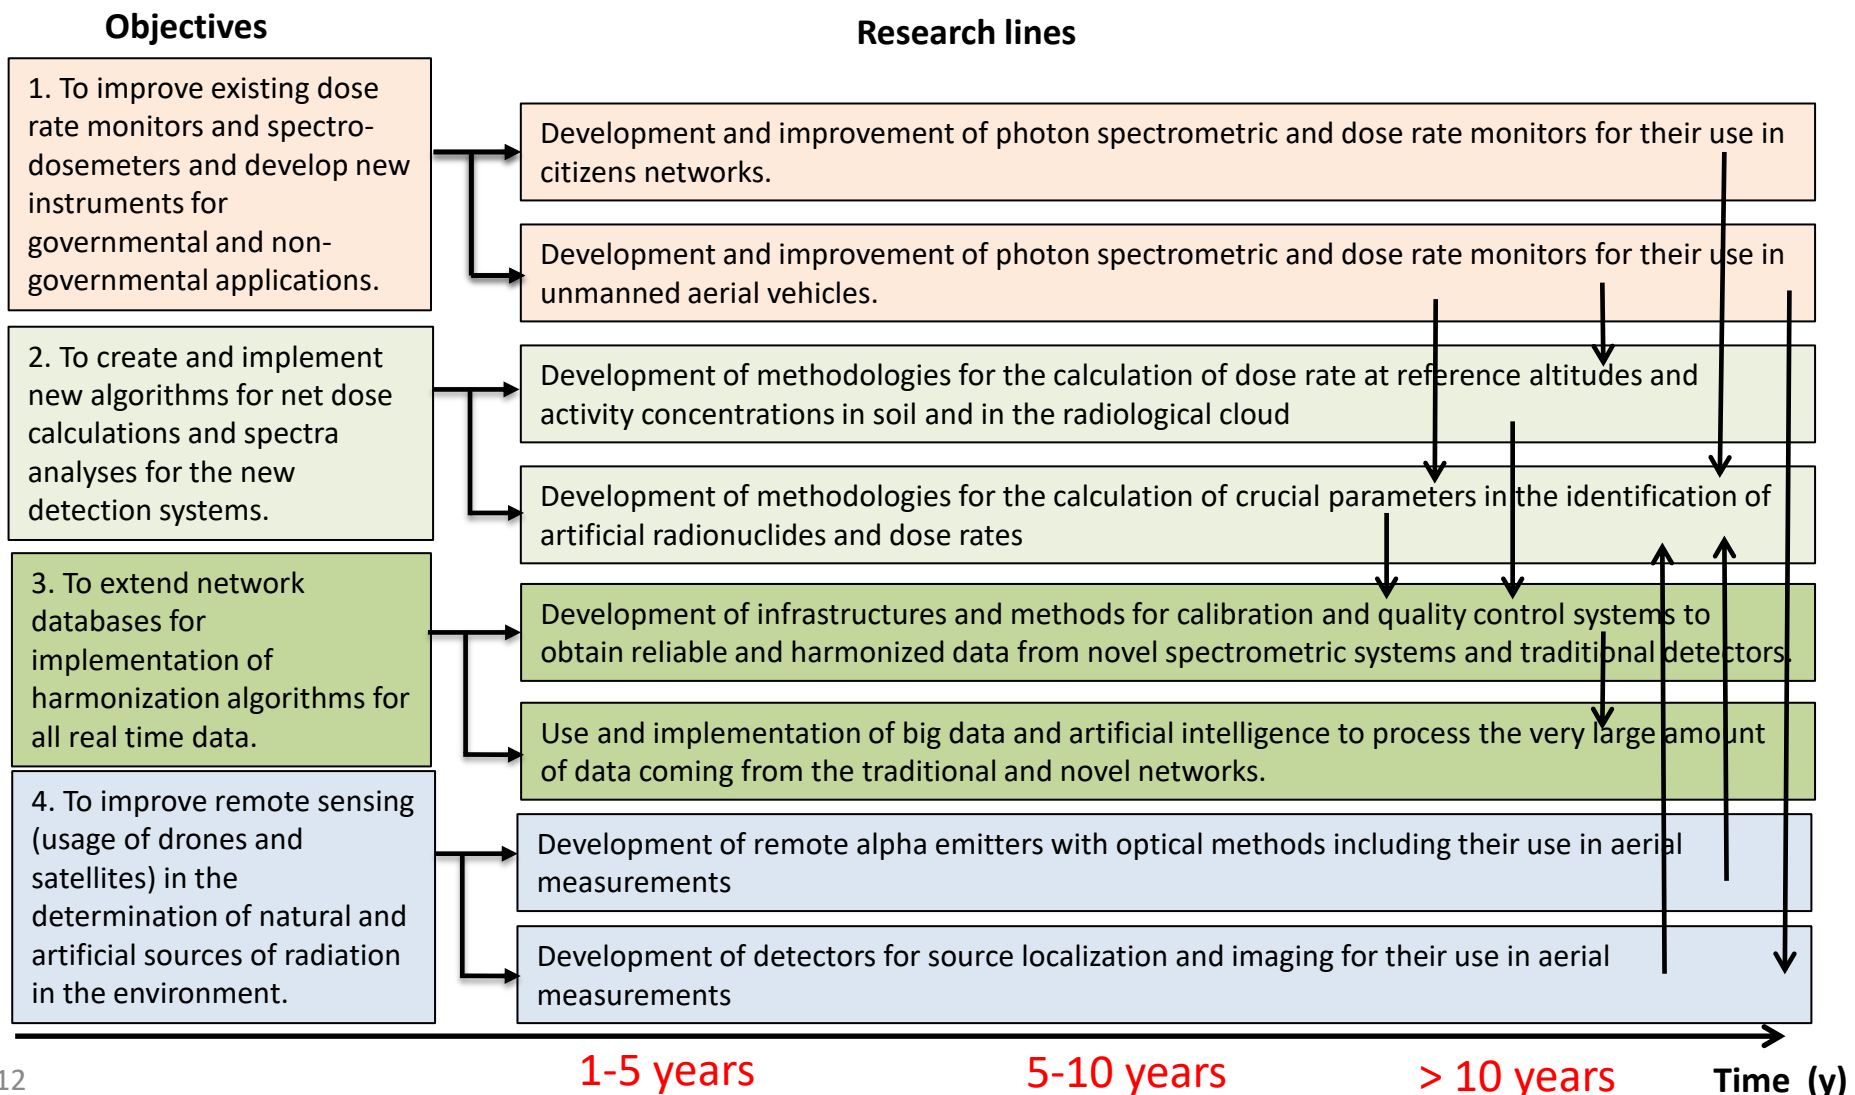 Objectives
Research lines
1. To improve existing dose
rate monitors and spectro-
dosemeters and develop new
instruments for
governmental and non-
governmental applications.
Development and improvement of photon spectrometric and dose rate monitors for their use in
citizens networks.
Development and improvement of photon spectrometric and dose rate monitors for their use in
unmanned aerial vehicles.
2. To create and implement
new algorithms for net dose
calculations and spectra
analyses for the new
detection systems.
Development of methodologies for the calculation of dose rate at reference altitudes and
activity concentrations in soil and in the radiological cloud
Development of methodologies for the calculation of crucial parameters in the identification of
artificial radionuclides and dose rates
3. To extend network
databases for
implementation of
harmonization algorithms for
all real time data.
Development of infrastructures and methods for calibration and quality control systems to
obtain reliable and harmonized data from novel spectrometric systems and traditional detectors.
Use and implementation of big data and artificial intelligence to process the very large amount
of data coming from the traditional and novel networks.
4. To improve remote sensing
(usage of drones and
satellites) in the
determination of natural and
artificial sources of radiation
in the environment.
Development of remote alpha emitters with optical methods including their use in aerial
measurements
Development of detectors for source localization and imaging for their use in aerial
measurements
12
1-5 years
5-10 years
> 10 years
Time (y)